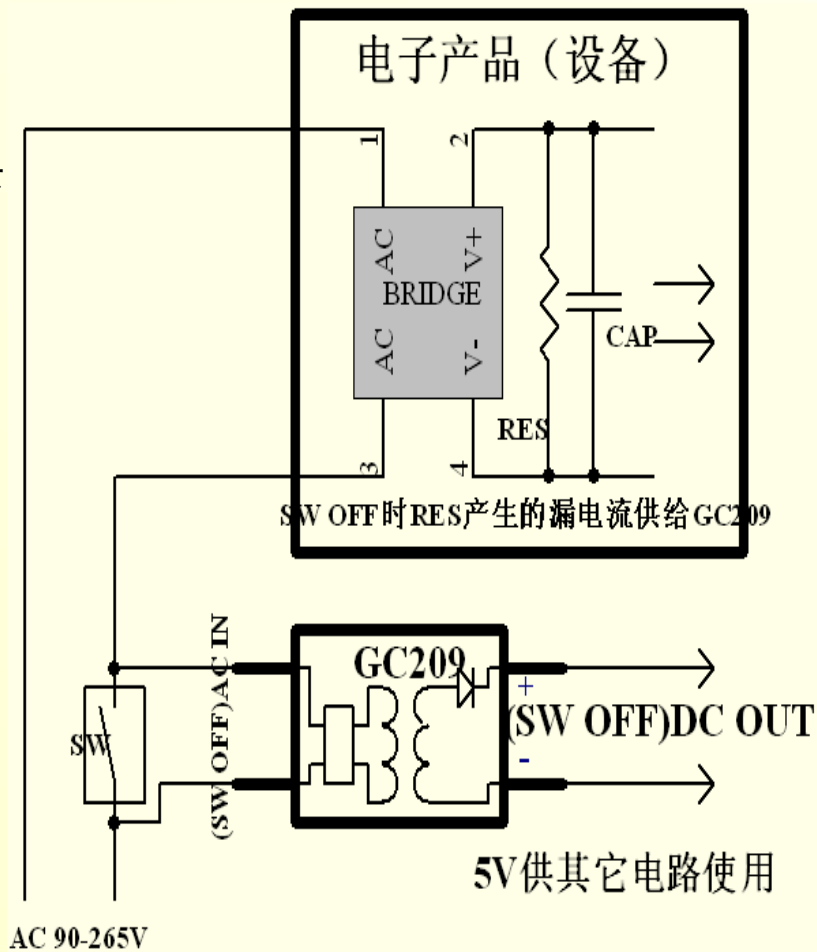 电子产品（设备）
1
2
AC
V+
BRIDGE
AC
V-
CAP
RES
3
4
SW OFF时RES产生的漏电流供给GC209
(SW OFF)AC IN
GC209
+
(SW OFF)DC OUT
SW
-
5V供其它电路使用
AC 90-265V